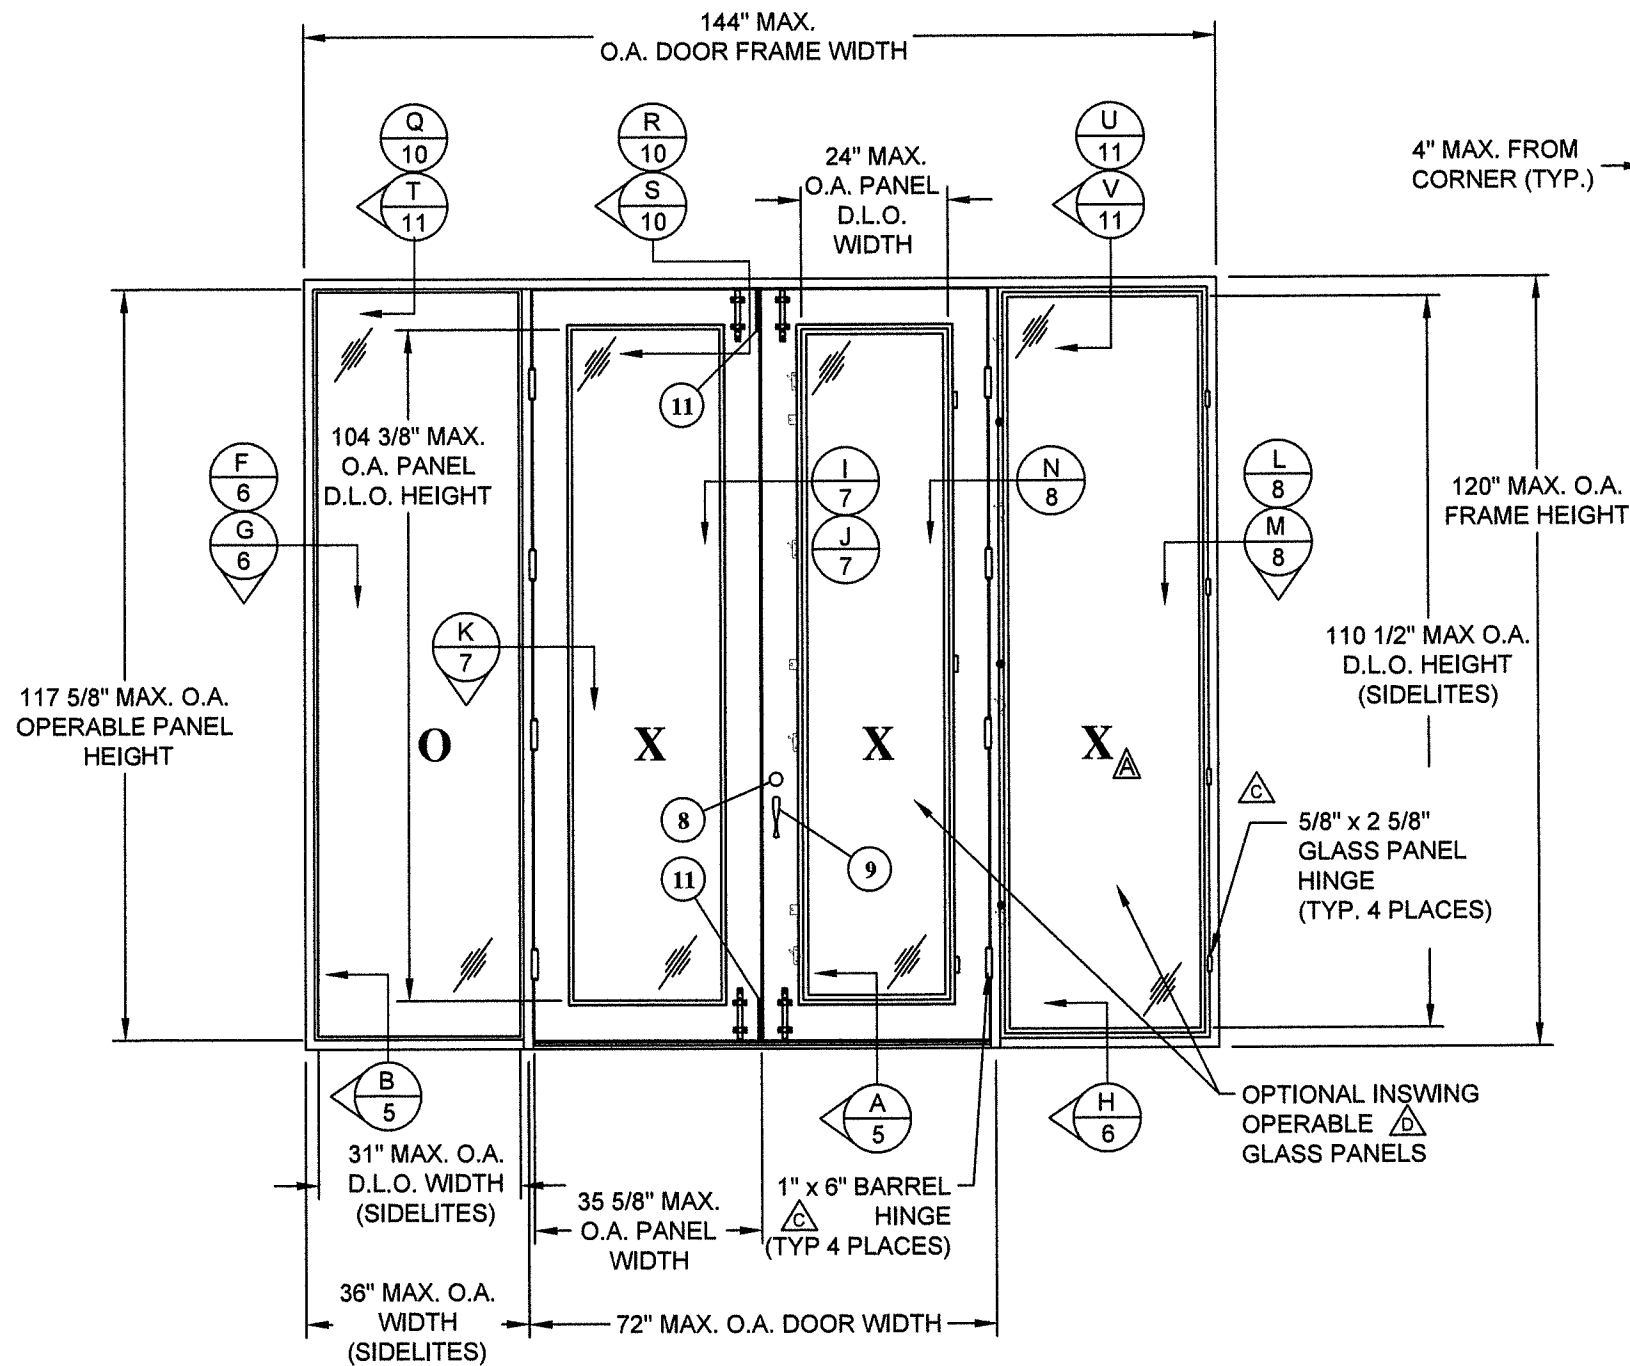 144" MAX.
O.A. DOOR FRAME WIDTH
Q
10
T
11
R
10
S
10
24" MAX.
O.A. PANEL
D.L.O.
WIDTH
U
11
V
11
4" MAX. FROM
CORNER (TYP.)
104 3/8" MAX.
O.A. PANEL
D.L.O. HEIGHT
11
F
6
G
6
I
7
J
7
N
8
L
8
M
8
120" MAX. O.A.
FRAME HEIGHT
K
7
110 1/2" MAX O.A.
D.L.O. HEIGHT
(SIDELITES)
117 5/8" MAX. O.A.
OPERABLE PANEL
HEIGHT
O
X
X
X
A
8
9
11
C
5/8" x 2 5/8"
GLASS PANEL
HINGE
(TYP. 4 PLACES)
B
5
A
5
H
6
OPTIONAL INSWING
OPERABLE D
GLASS PANELS
31" MAX. O.A.
D.L.O. WIDTH
(SIDELITES)
35 5/8" MAX.
O.A. PANEL
WIDTH
1" x 6" BARREL
C HINGE
(TYP 4 PLACES)
36" MAX. O.A.
WIDTH
(SIDELITES)
72" MAX. O.A. DOOR WIDTH